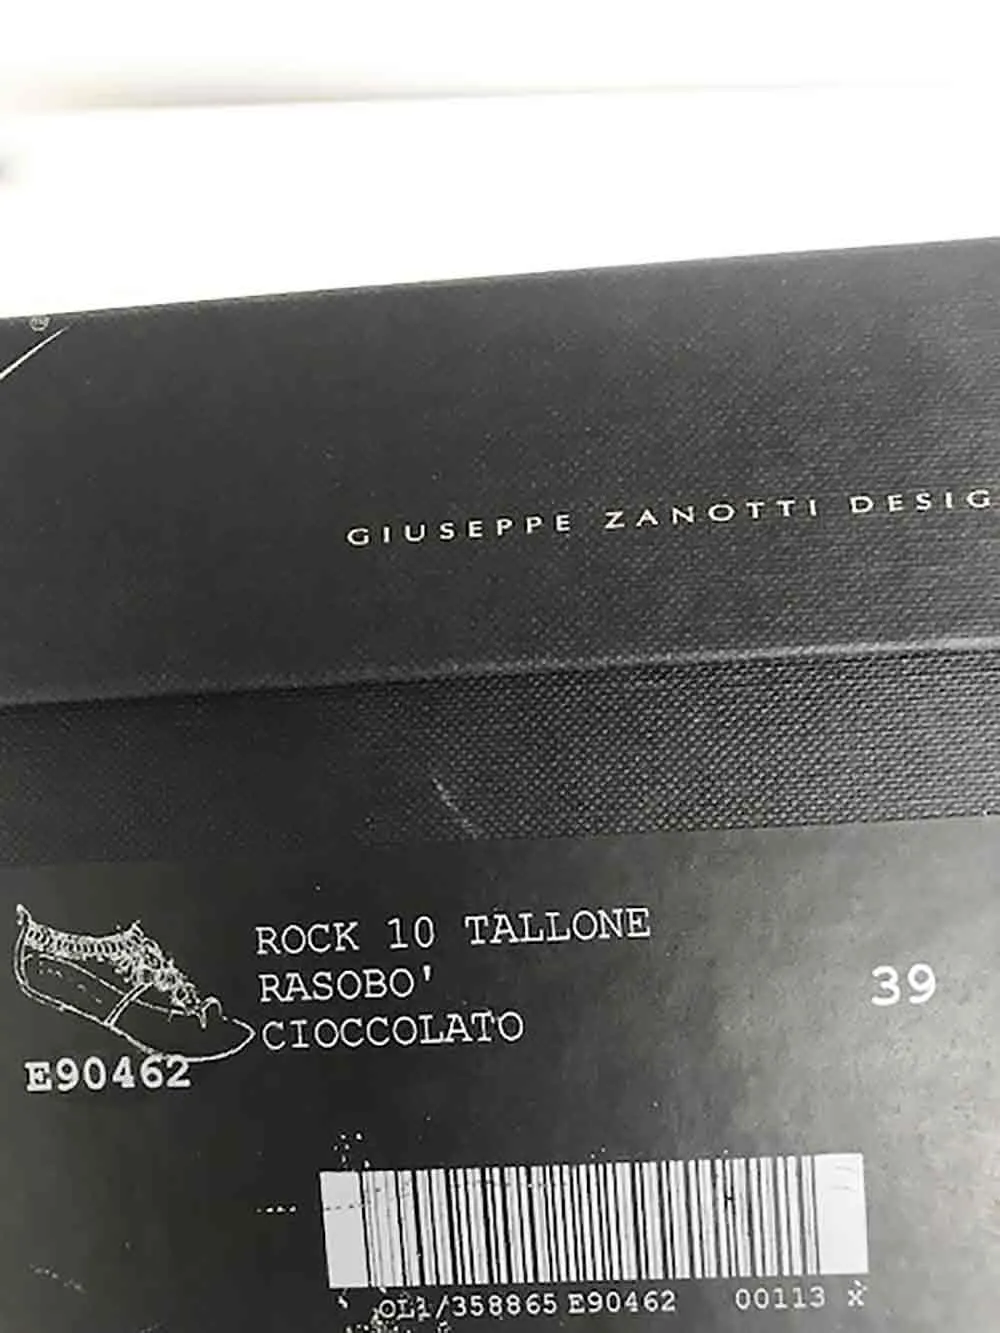 ®
GIUSEPPE ZANOTTI DESIG
ROCK 10 TALLONE
RASOBO'
CIOCCOLATO
39
E90462
OL1/358865 E90462 00113 x